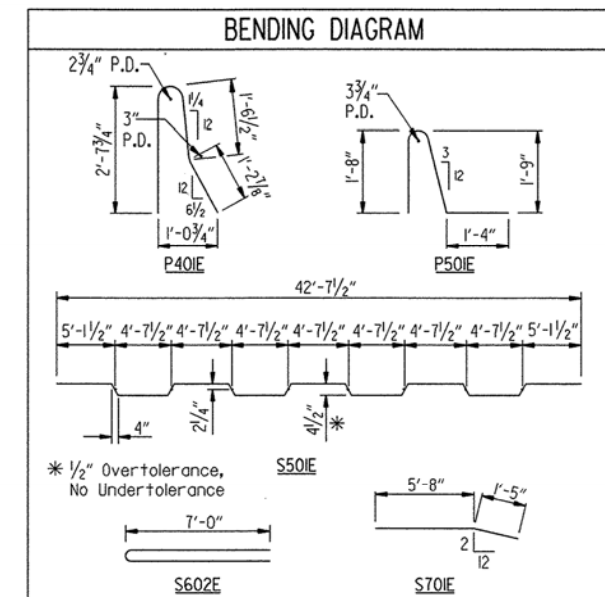 BENDING DIAGRAM
2¾" P.D.
3" P.D.
2'-7¾"
1¼
12
1'-6½"
1'-2⅞"
12
6½
1'-0¾"
P401E
3¾" P.D.
1'-8"
3
12
1'-9"
1'-4"
P501E
42'-7½"
5'-1½" 4'-7½" 4'-7½" 4'-7½" 4'-7½" 4'-7½" 4'-7½" 4'-7½" 5'-1½"
4"
2¼"
4½" *
* ½" Overtolerance,
No Undertolerance
S501E
7'-0"
S602E
5'-8"
1'-5"
2
12
S701E